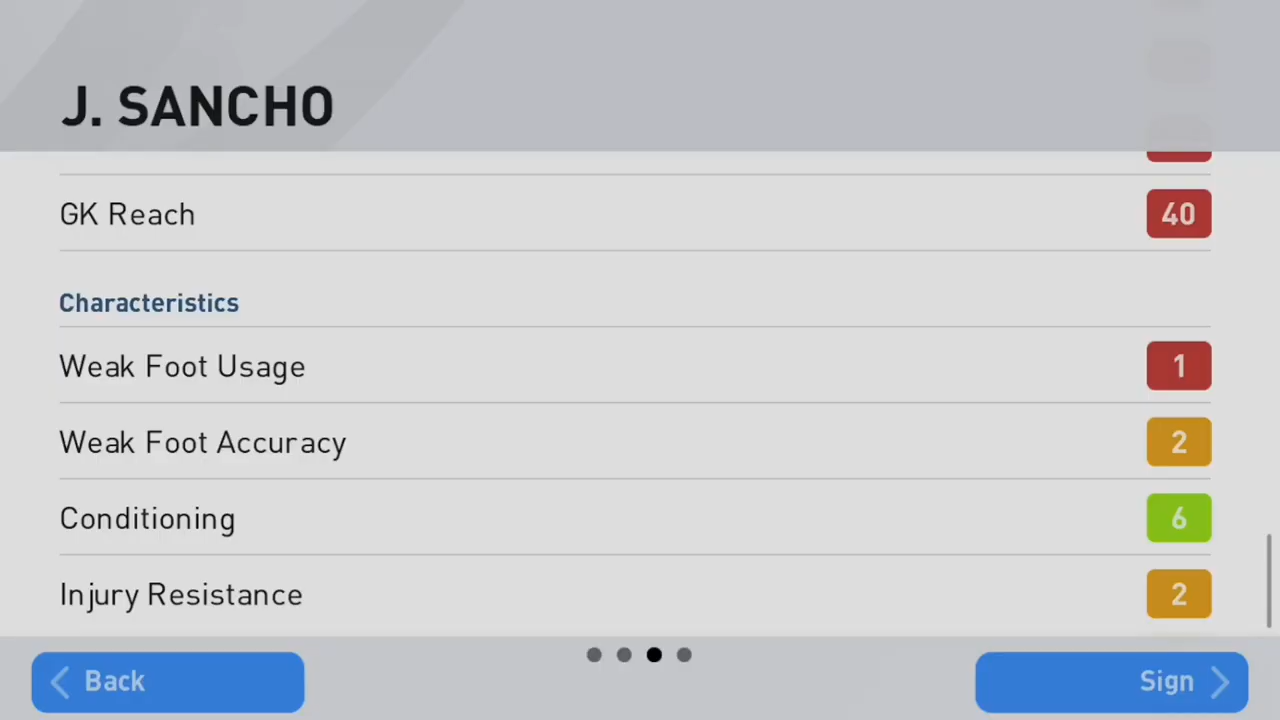 J. SANCHO
GK Reach 40
Characteristics
Weak Foot Usage 1
Weak Foot Accuracy 2
Conditioning 6
Injury Resistance 2
Back
Sign